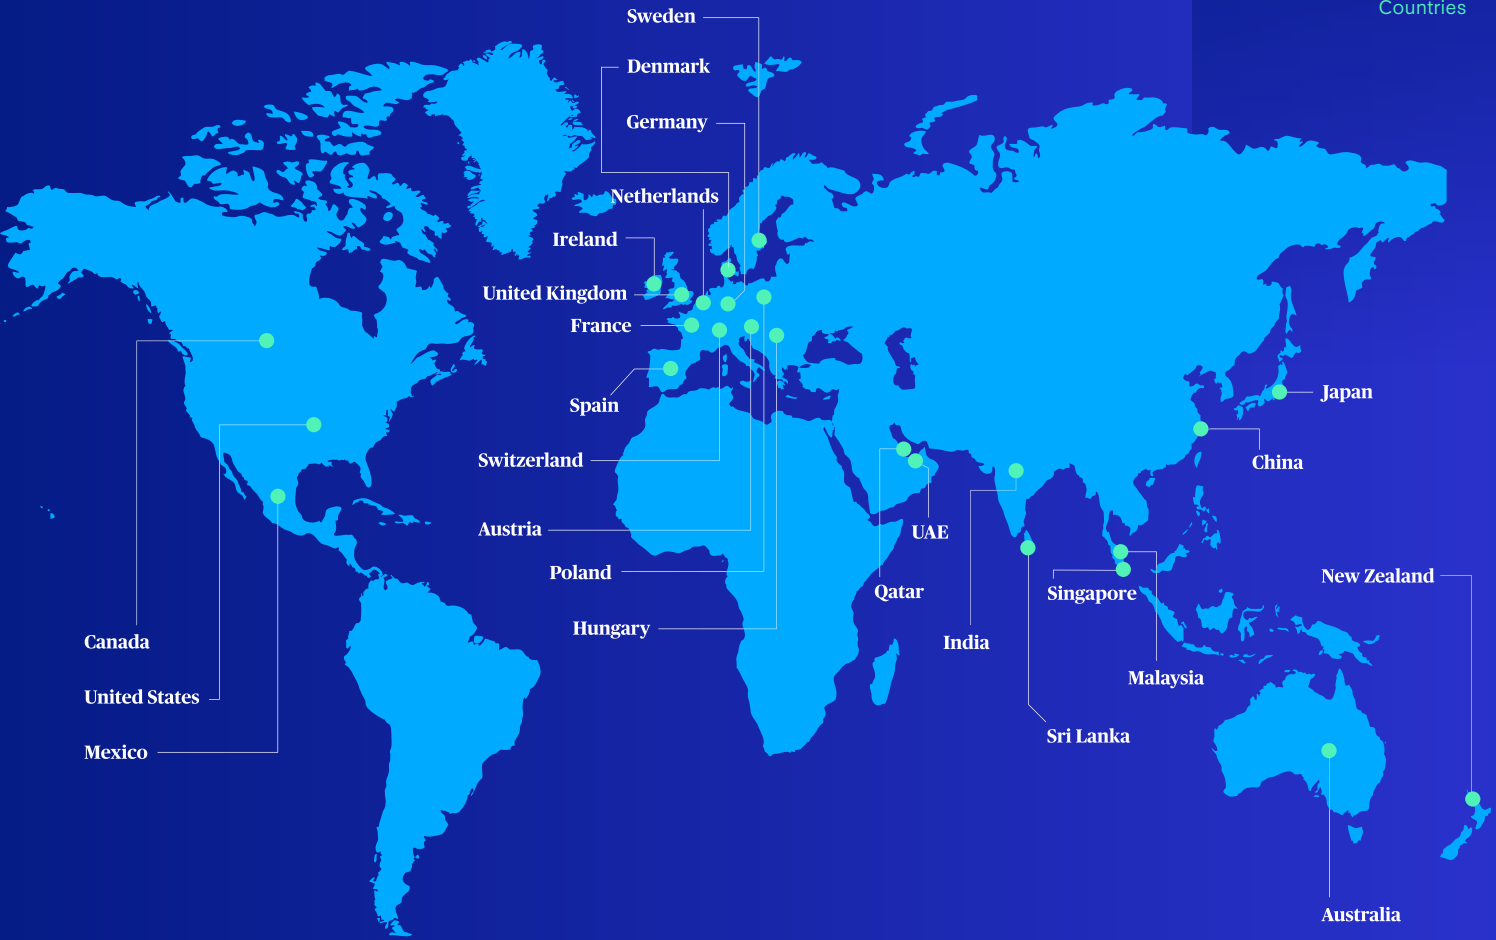 Countries
Sweden
Denmark
Germany
Netherlands
Ireland
United Kingdom
France
Spain
Switzerland
Austria
Poland
Hungary
Canada
United States
Mexico
Japan
China
UAE
Qatar
India
Singapore
Malaysia
Sri Lanka
New Zealand
Australia